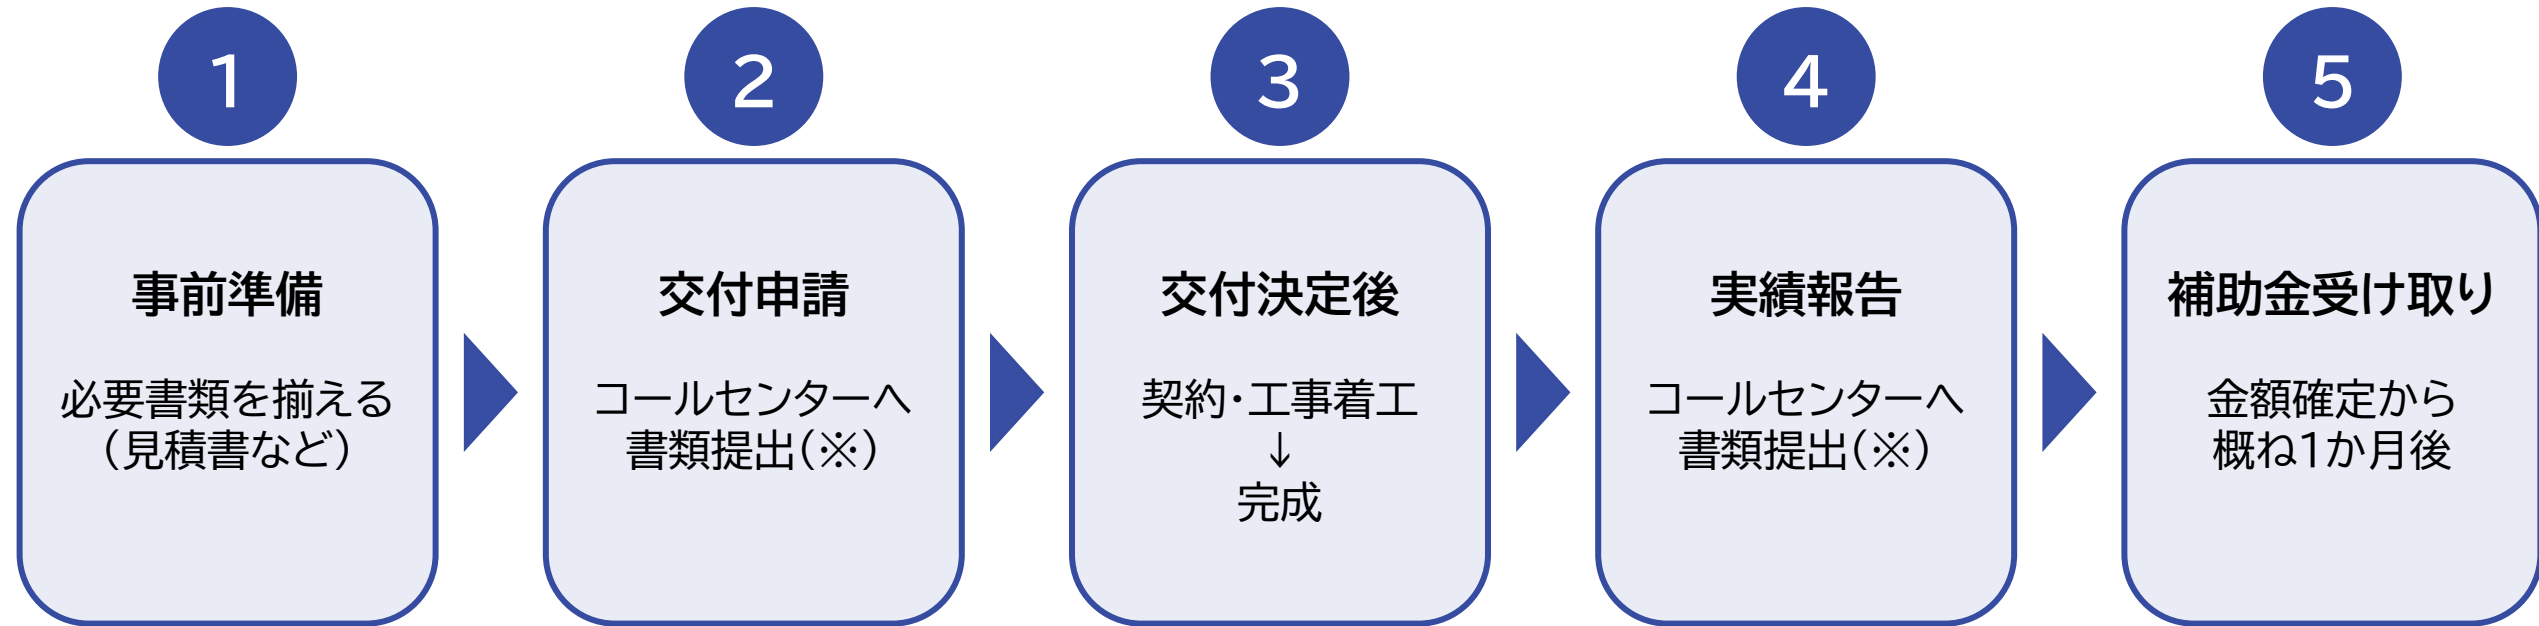 1
事前準備
必要書類を揃える
（見積書など）
2
交付申請
コールセンターへ
書類提出（※）
3
交付決定後
契約・工事着工
↓
完成
4
実績報告
コールセンターへ
書類提出（※）
5
補助金受け取り
金額確定から
概ね1か月後